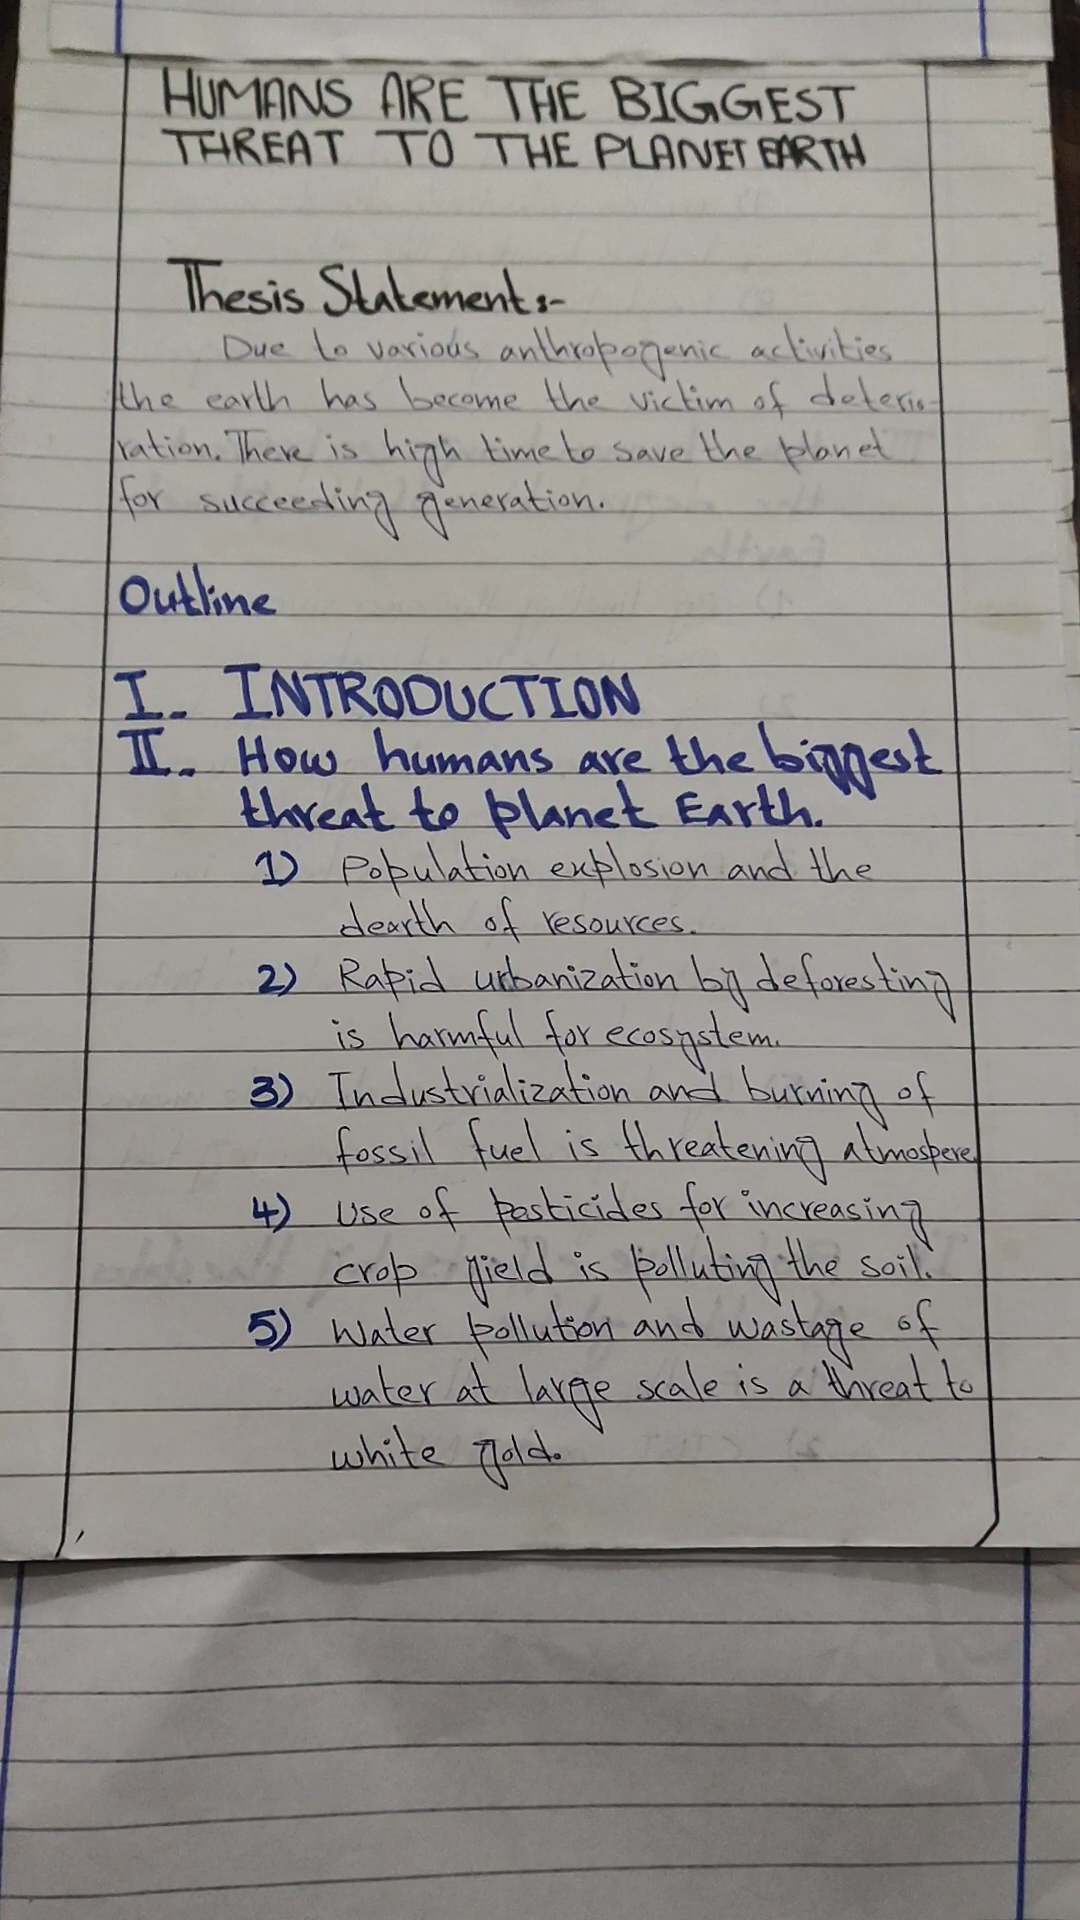 HUMANS ARE THE BIGGEST
THREAT TO THE PLANET EARTH
Thesis Statement:-
Due to various anthropogenic activities
the earth has become the victim of deterio-
ration. There is high time to save the planet
for succeeding generation.
Outline
I. INTRODUCTION
II. How humans are the biggest
threat to planet Earth.
1) Population explosion and the
dearth of resources.
2) Rapid urbanization by deforesting
is harmful for ecosystem.
3) Industrialization and burning of
fossil fuel is threatening atmospere.
4) Use of pesticides for increasing
crop yield is polluting the soil.
5) Water pollution and wastage of
water at large scale is a threat to
white gold.